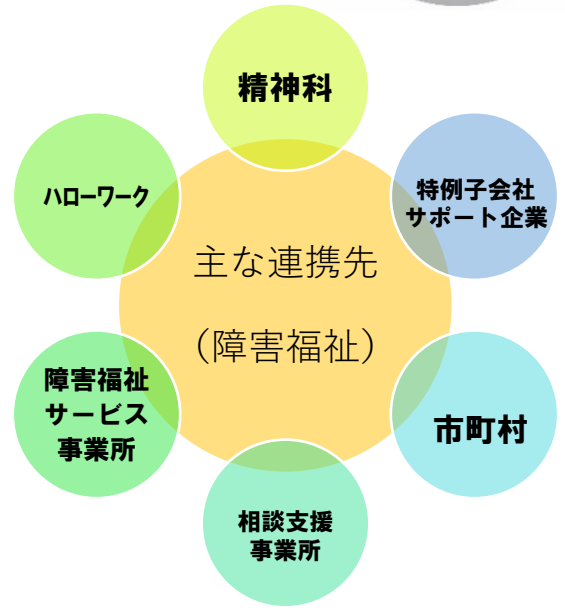 精神科
ハローワーク
特例子会社
サポート企業
主な連携先
（障害福祉）
障害福祉
サービス
事業所
市町村
相談支援
事業所